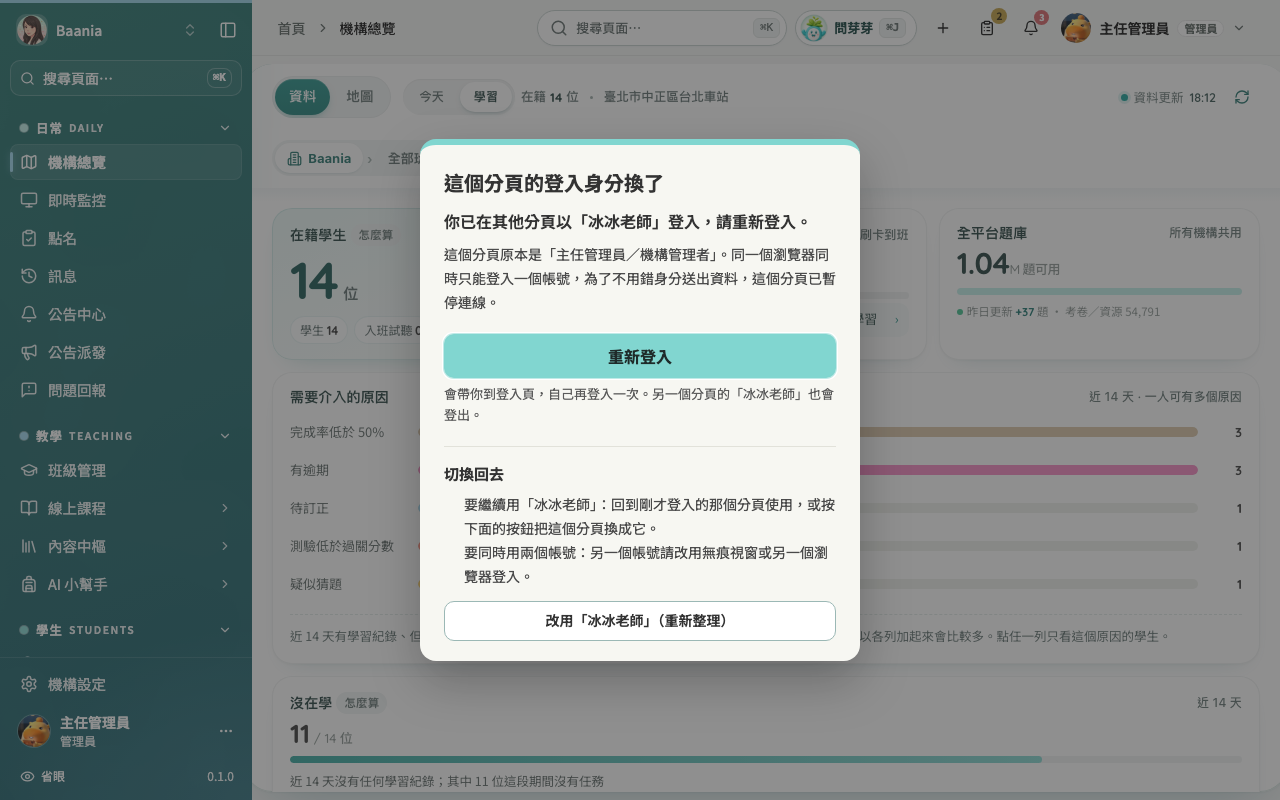 Baania
搜尋頁面⋯
⌘K
日常 DAILY
機構總覽
即時監控
點名
訊息
公告中心
公告派發
問題回報
教學 TEACHING
班級管理
線上課程
內容中樞
AI 小幫手
學生 STUDENTS
機構設定
主任管理員
管理員
省眼
0.1.0
首頁
機構總覽
搜尋頁面⋯
⌘K
問芽芽
⌘J
2
3
主任管理員
管理員
資料
地圖
今天
學習
在籍 14 位 • 臺北市中正區台北車站
資料更新 18:12
Baania
全部班
在籍學生 怎麼算
14 位
學生 14
入班試聽 0
刷卡到班
學習
全平台題庫
所有機構共用
1.04M 題可用
昨日更新 +37 題 ・ 考卷／資源 54,791
需要介入的原因
近 14 天 · 一人可有多個原因
完成率低於 50%
3
有逾期
3
待訂正
1
測驗低於過關分數
1
疑似猜題
1
近 14 天有學習紀錄、但
以各列加起來會比較多。點任一列只看這個原因的學生。
沒在學 怎麼算
近 14 天
11 / 14 位
近 14 天沒有任何學習紀錄；其中 11 位這段期間沒有任務
這個分頁的登入身分換了
你已在其他分頁以「冰冰老師」登入，請重新登入。
這個分頁原本是「主任管理員／機構管理者」。同一個瀏覽器同
時只能登入一個帳號，為了不用錯身分送出資料，這個分頁已暫
停連線。
重新登入
會帶你到登入頁，自己再登入一次。另一個分頁的「冰冰老師」也會
登出。
切換回去
要繼續用「冰冰老師」：回到剛才登入的那個分頁使用，或按
下面的按鈕把這個分頁換成它。
要同時用兩個帳號：另一個帳號請改用無痕視窗或另一個瀏
覽器登入。
改用「冰冰老師」（重新整理）